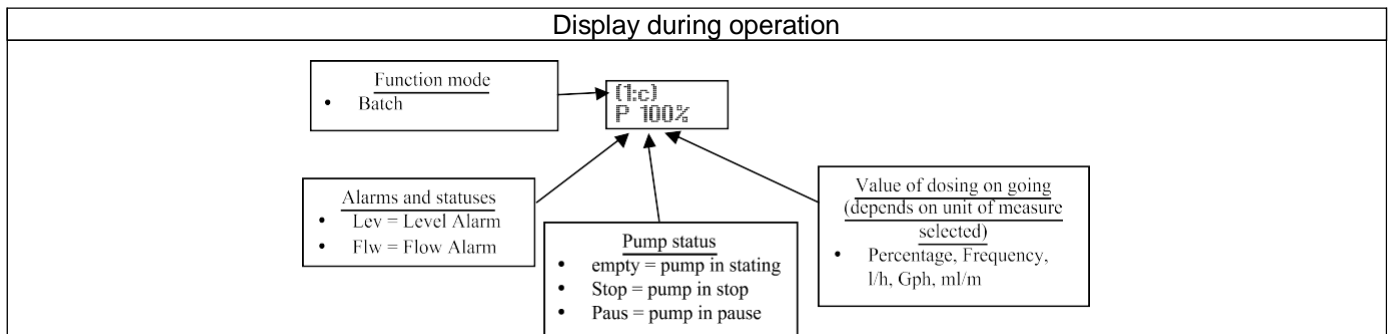 Display during operation
Function mode
• Batch
(1:c)
P 100%
Alarms and statuses
• Lev = Level Alarm
• Flw = Flow Alarm
Pump status
• empty = pump in stating
• Stop = pump in stop
• Paus = pump in pause
Value of dosing on going
(depends on unit of measure
selected)
• Percentage, Frequency,
l/h, Gph, ml/m